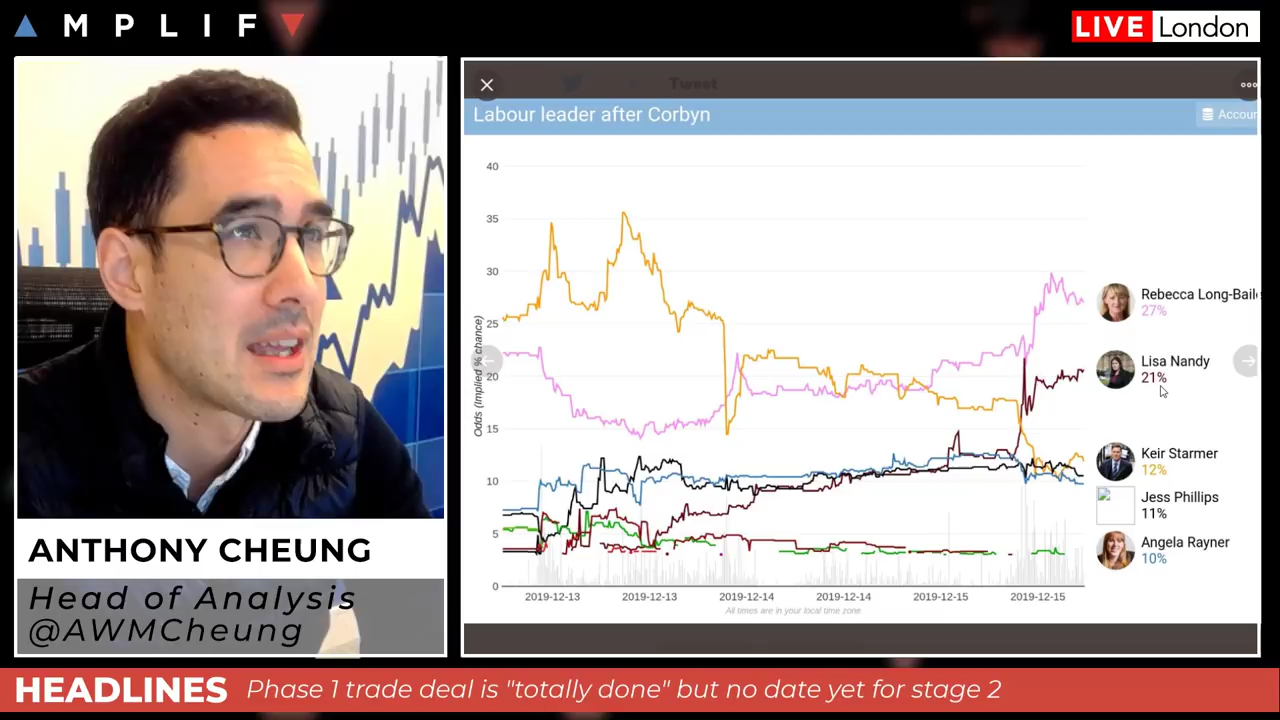 AMPLIFY
LIVE London
Tweet
Labour leader after Corbyn
Accour
40
35
30
25
20
15
10
5
0
Odds (Implied % chance)
2019-12-13
2019-12-13
2019-12-14
2019-12-14
2019-12-15
2019-12-15
All times are in your local time zone
Rebecca Long-Baile
27%
Lisa Nandy
21%
Keir Starmer
12%
Jess Phillips
11%
Angela Rayner
10%
ANTHONY CHEUNG
Head of Analysis
@AWMCheung
HEADLINES Phase 1 trade deal is "totally done" but no date yet for stage 2